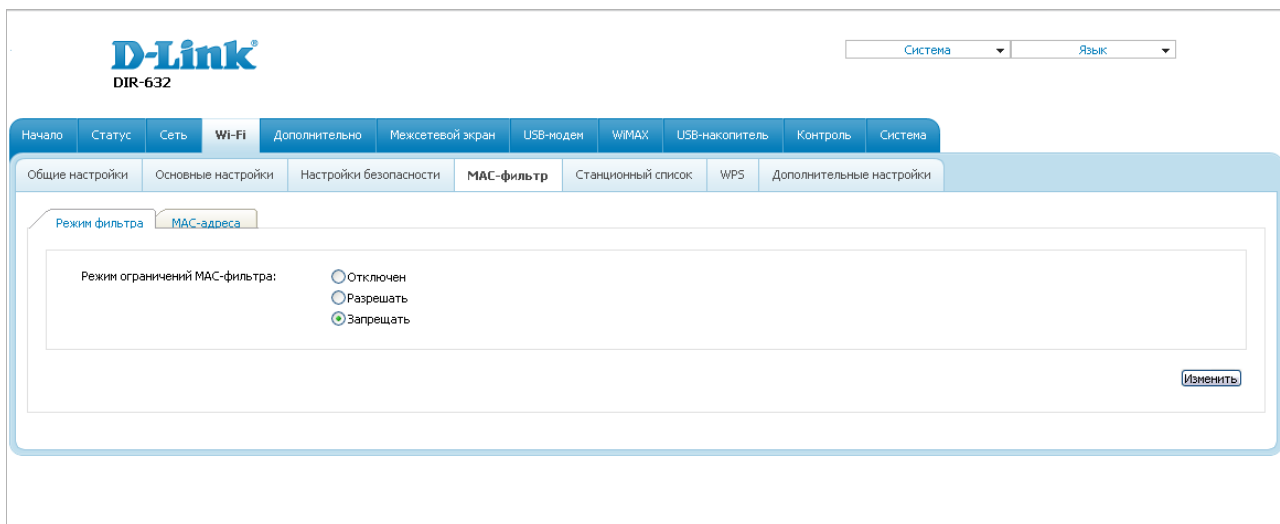 D-Link®
DIR-632
Система Язык
Начало Статус Сеть Wi-Fi Дополнительно Межсетевой экран USB-модем WiMAX USB-накопитель Контроль Система
Общие настройки Основные настройки Настройки безопасности MAC-фильтр Станционный список WPS Дополнительные настройки
Режим фильтра MAC-адреса
Режим ограничений MAC-фильтра: Отключен
Разрешать
Запрещать
Изменить